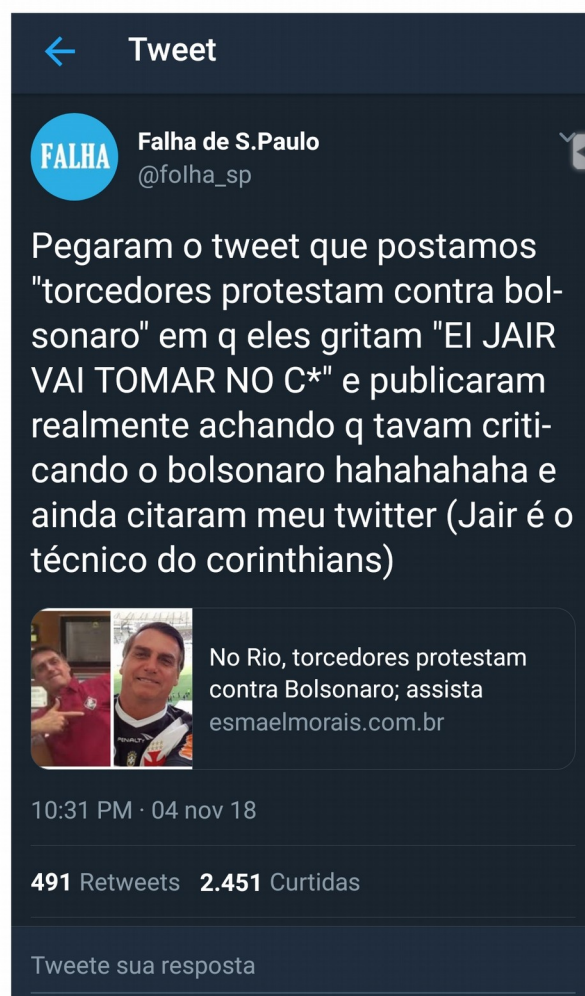 Tweet
FALHA
Falha de S.Paulo
@folha_sp
Pegaram o tweet que postamos
"torcedores protestam contra bol-
sonaro" em q eles gritam "EI JAIR
VAI TOMAR NO C*" e publicaram
realmente achando q tavam criti-
cando o bolsonaro hahahahaha e
ainda citaram meu twitter (Jair é o
técnico do corinthians)
No Rio, torcedores protestam
contra Bolsonaro; assista
esmaelmorais.com.br
PENALTY
10:31 PM · 04 nov 18
491 Retweets 2.451 Curtidas
Tweete sua resposta